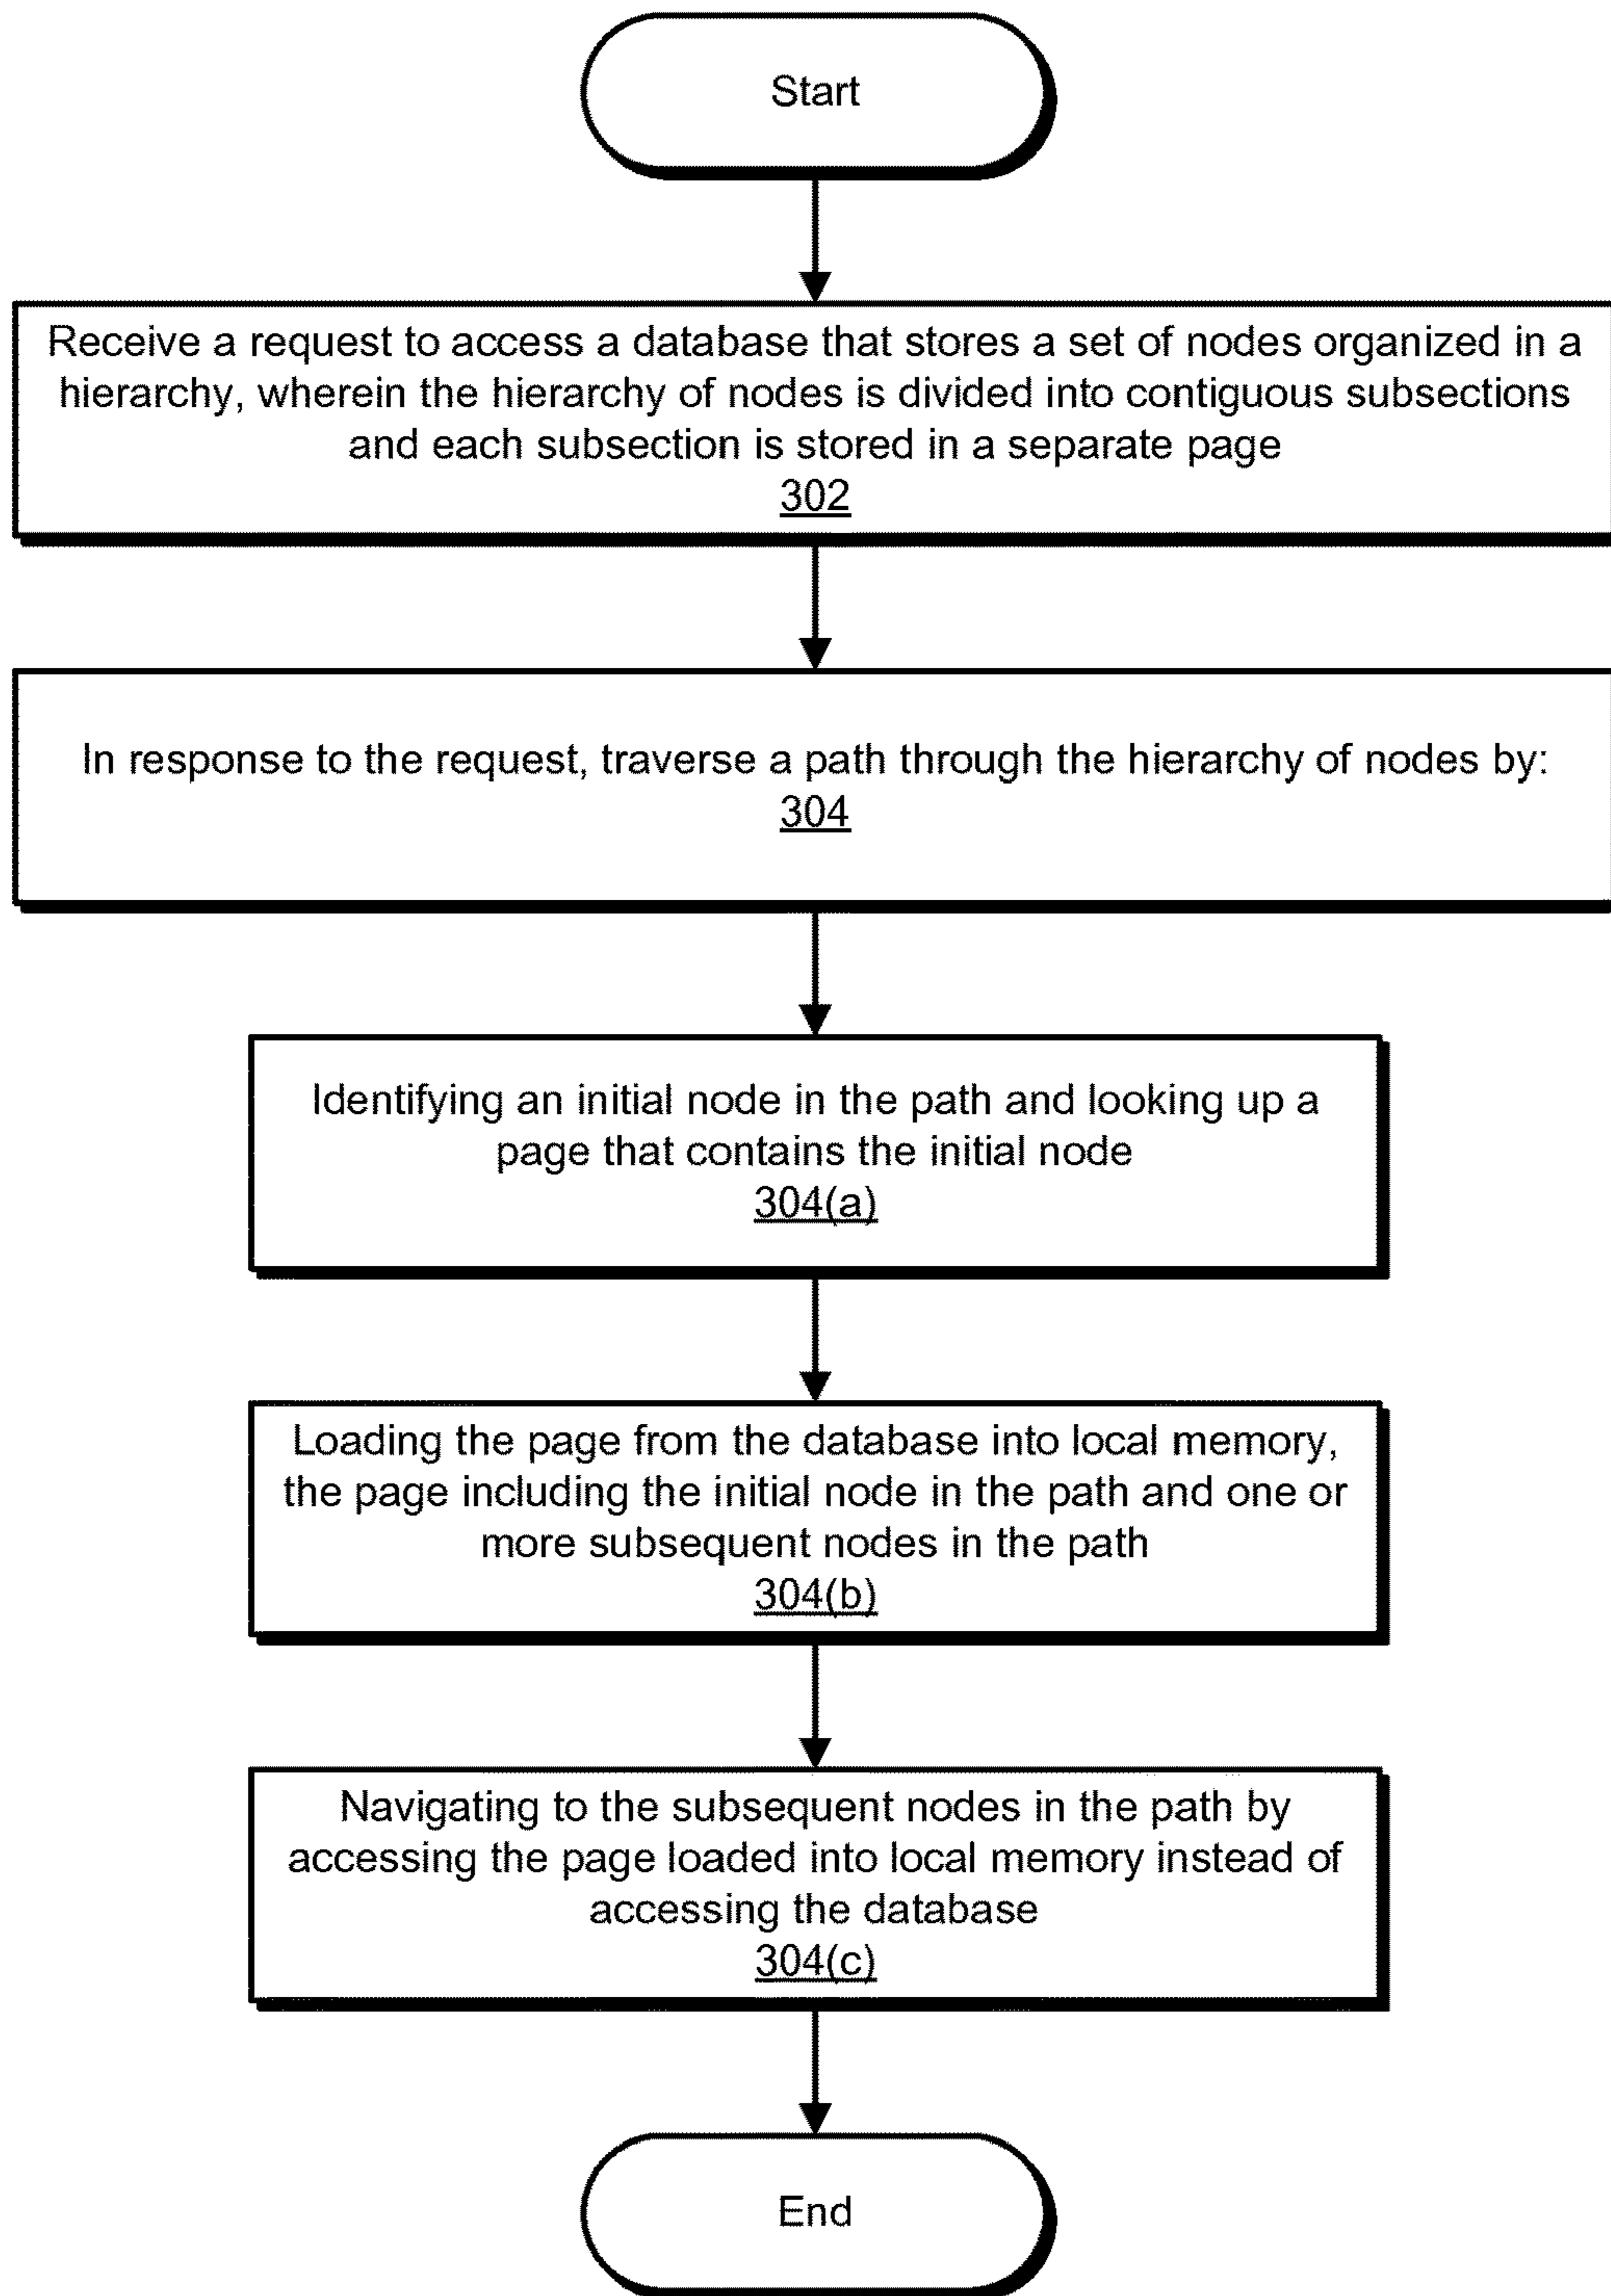 Start
Receive a request to access a database that stores a set of nodes organized in a
hierarchy, wherein the hierarchy of nodes is divided into contiguous subsections
and each subsection is stored in a separate page
302
In response to the request, traverse a path through the hierarchy of nodes by:
304
Identifying an initial node in the path and looking up a
page that contains the initial node
304(a)
Loading the page from the database into local memory,
the page including the initial node in the path and one or
more subsequent nodes in the path
304(b)
Navigating to the subsequent nodes in the path by
accessing the page loaded into local memory instead of
accessing the database
304(c)
End